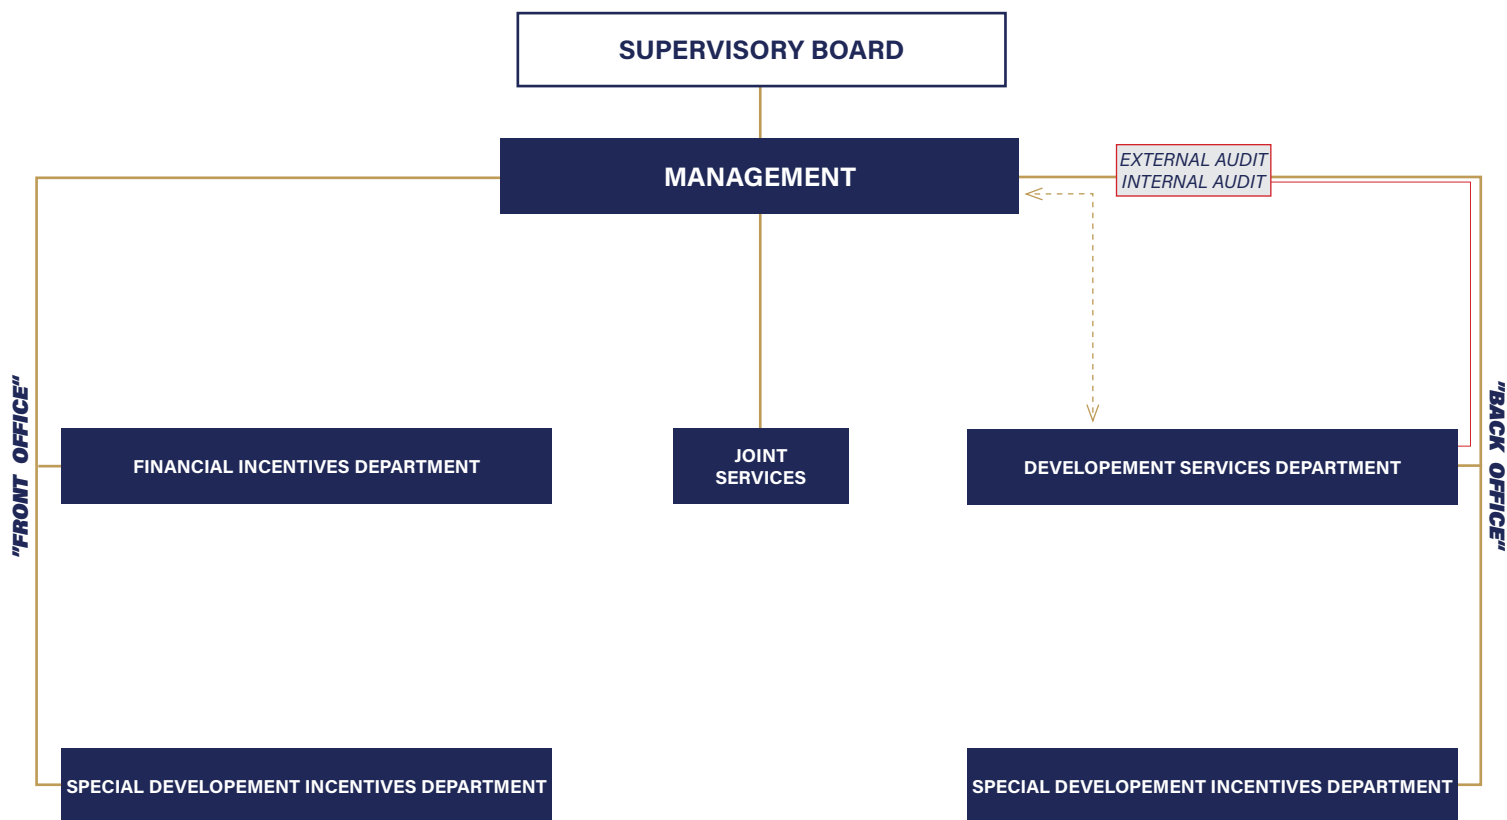 SUPERVISORY BOARD
MANAGEMENT
EXTERNAL AUDIT
INTERNAL AUDIT
"FRONT OFFICE"
"BACK OFFICE"
FINANCIAL INCENTIVES DEPARTMENT
JOINT
SERVICES
DEVELOPEMENT SERVICES DEPARTMENT
SPECIAL DEVELOPEMENT INCENTIVES DEPARTMENT
SPECIAL DEVELOPEMENT INCENTIVES DEPARTMENT